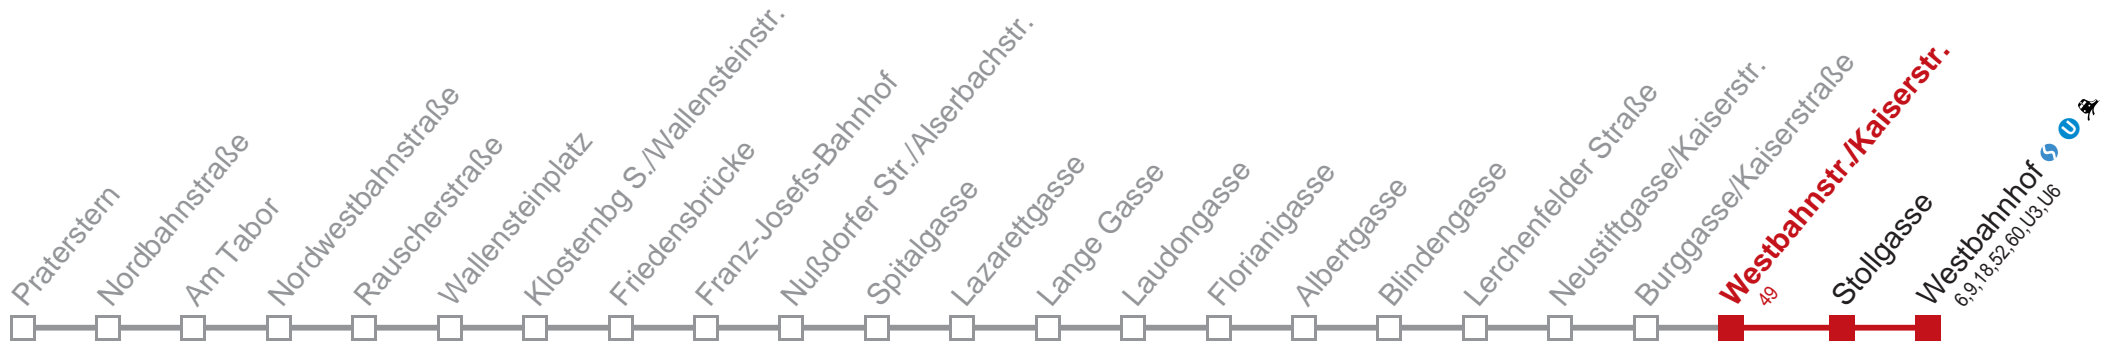 Praterstern
Nordbahnstraße
Am Tabor
Nordwestbahnstraße
Rauscherstraße
Wallensteinplatz
Klosternbg S./Wallensteinstr.
Friedensbrücke
Franz-Josefs-Bahnhof
Nußdorfer Str./Alserbachstr.
Spitalgasse
Lazarettgasse
Lange Gasse
Laudongasse
Florianigasse
Albertgasse
Blindengasse
Lerchenfelder Straße
Neustiftgasse/Kaiserstr.
Burggasse/Kaiserstraße
Westbahnstr./Kaiserstr.
49
Stollgasse
Westbahnhof S U
6,9,18,52,60,U3,U6